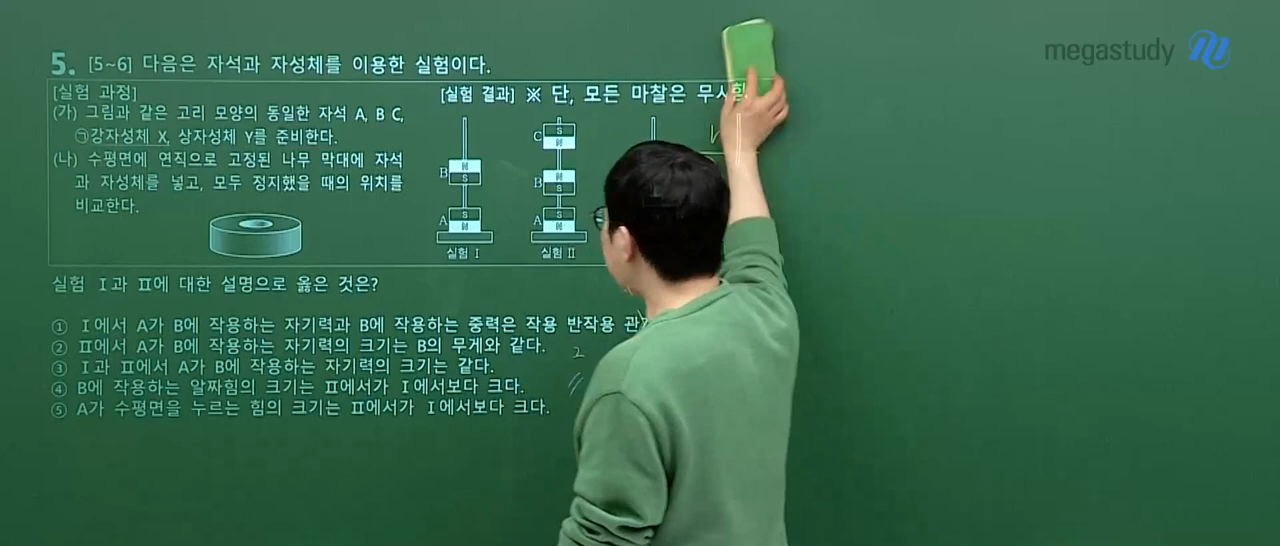 megastudy
5. [5~6] 다음은 자석과 자성체를 이용한 실험이다.
[실험 과정]
(가) 그림과 같은 고리 모양의 동일한 자석 A, B C,
㉠강자성체 X, 상자성체 Y를 준비한다.
(나) 수평면에 연직으로 고정된 나무 막대에 자석
과 자성체를 넣고, 모두 정지했을 때의 위치를
비교한다.
[실험 결과] ※ 단, 모든 마찰은 무시함.
C S N
B N S
B N S
A S N
A S N
실험 Ⅰ
실험 Ⅱ
실험 Ⅰ과 Ⅱ에 대한 설명으로 옳은 것은?
① Ⅰ에서 A가 B에 작용하는 자기력과 B에 작용하는 중력은 작용 반작용
② Ⅱ에서 A가 B에 작용하는 자기력의 크기는 B의 무게와 같다.
③ Ⅰ과 Ⅱ에서 A가 B에 작용하는 자기력의 크기는 같다.
④ B에 작용하는 알짜힘의 크기는 Ⅱ에서가 Ⅰ에서보다 크다.
⑤ A가 수평면을 누르는 힘의 크기는 Ⅱ에서가 Ⅰ에서보다 크다.